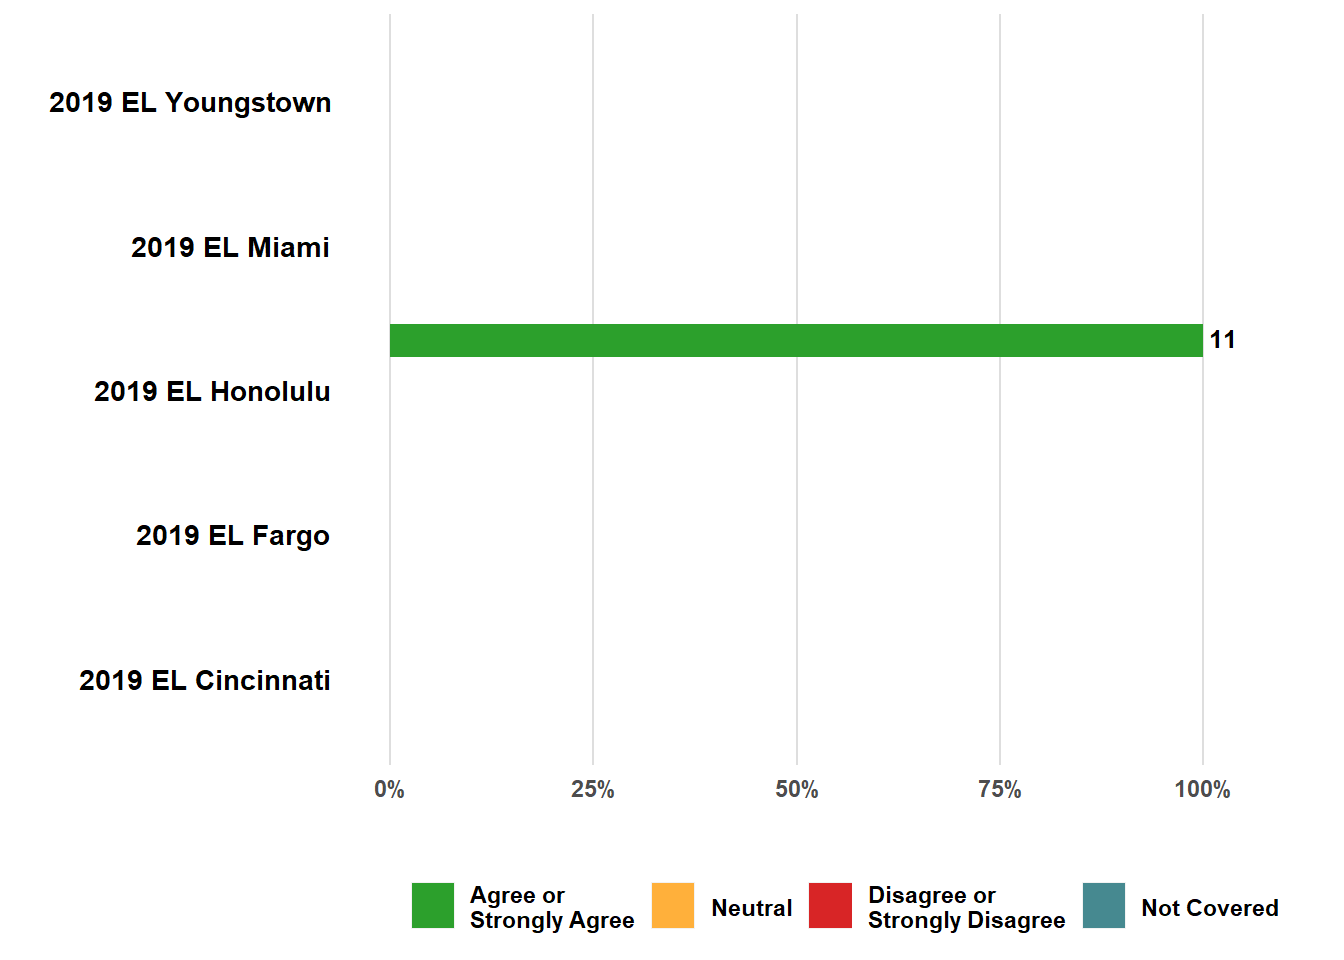 2019 EL Youngstown
2019 EL Miami
11
2019 EL Honolulu
2019 EL Fargo
2019 EL Cincinnati
0% 25% 50% 75% 100%
Agree or
Strongly Agree
Neutral
Disagree or
Strongly Disagree
Not Covered